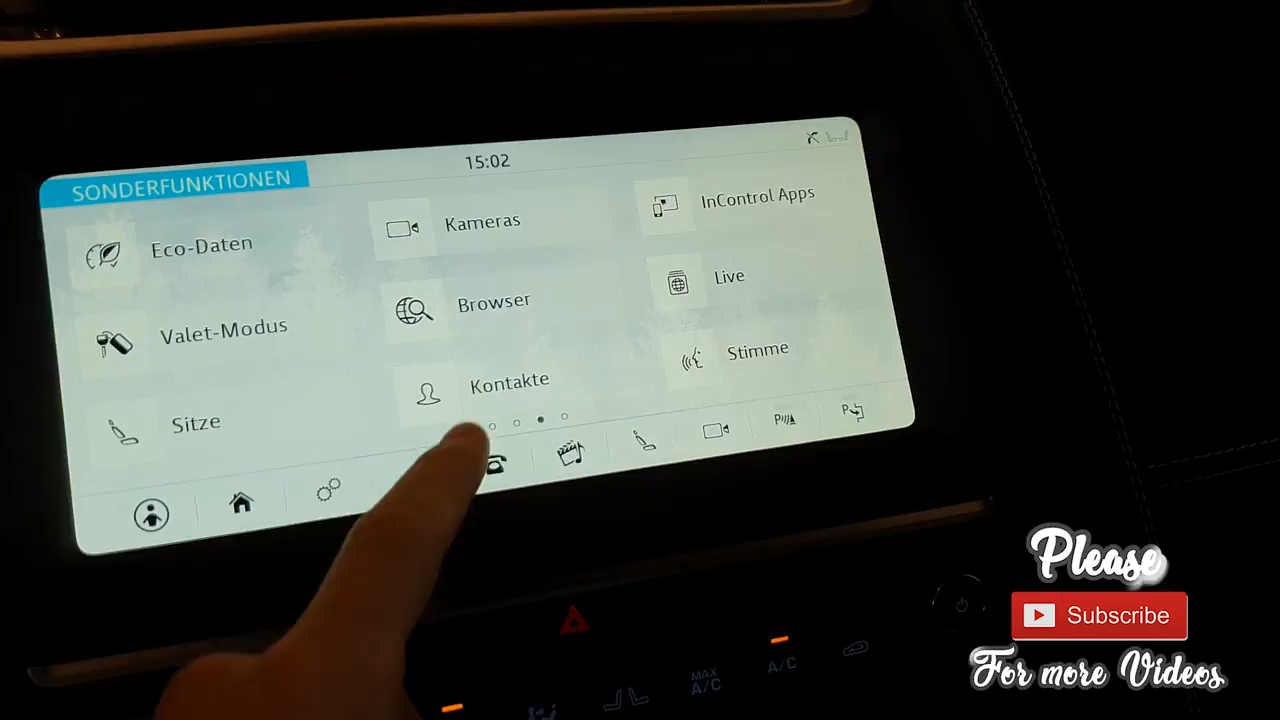 SONDERFUNKTIONEN
15:02
Eco-Daten
Kameras
InControl Apps
Valet-Modus
Browser
Live
Sitze
Kontakte
Stimme
P
P
MAX
A/C
A/C
Please
Subscribe
For more Videos